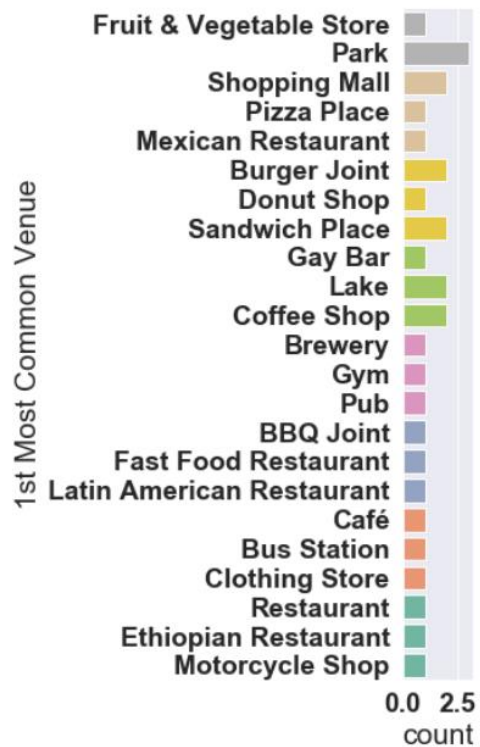 Fruit & Vegetable Store
Park
Shopping Mall
Pizza Place
Mexican Restaurant
Burger Joint
Donut Shop
Sandwich Place
Gay Bar
Lake
Coffee Shop
Brewery
Gym
Pub
BBQ Joint
Fast Food Restaurant
Latin American Restaurant
Café
Bus Station
Clothing Store
Restaurant
Ethiopian Restaurant
Motorcycle Shop
1st Most Common Venue
0.0 2.5
count